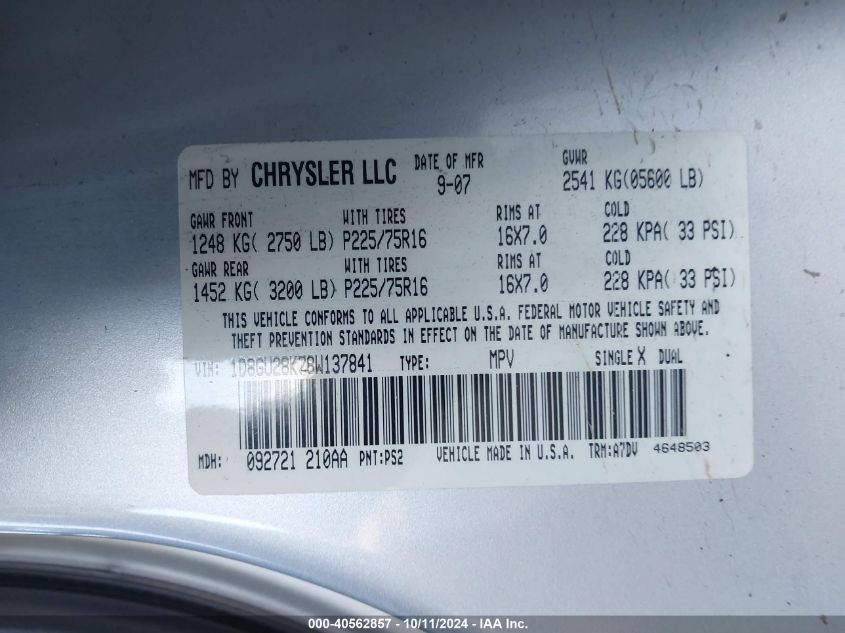 MFD BY CHRYSLER LLC DATE OF MFR 9-07 GVWR 2541 KG(05600 LB)
GAWR FRONT WITH TIRES RIMS AT COLD
1248 KG( 2750 LB) P225/75R16 16X7.0 228 KPA( 33 PSI)
GAWR REAR WITH TIRES RIMS AT COLD
1452 KG( 3200 LB) P225/75R16 16X7.0 228 KPA( 33 PSI)
THIS VEHICLE CONFORMS TO ALL APPLICABLE U.S.A. FEDERAL MOTOR VEHICLE SAFETY AND
THEFT PREVENTION STANDARDS IN EFFECT ON THE DATE OF MANUFACTURE SHOWN ABOVE.
VIN: 1D8GU28K78W137841 TYPE: MPV SINGLE X DUAL
MDH: 092721 210AA PNT:PS2 VEHICLE MADE IN U.S.A. TRM:A7DV 4648503
000-40562857 - 10/11/2024 - IAA Inc.